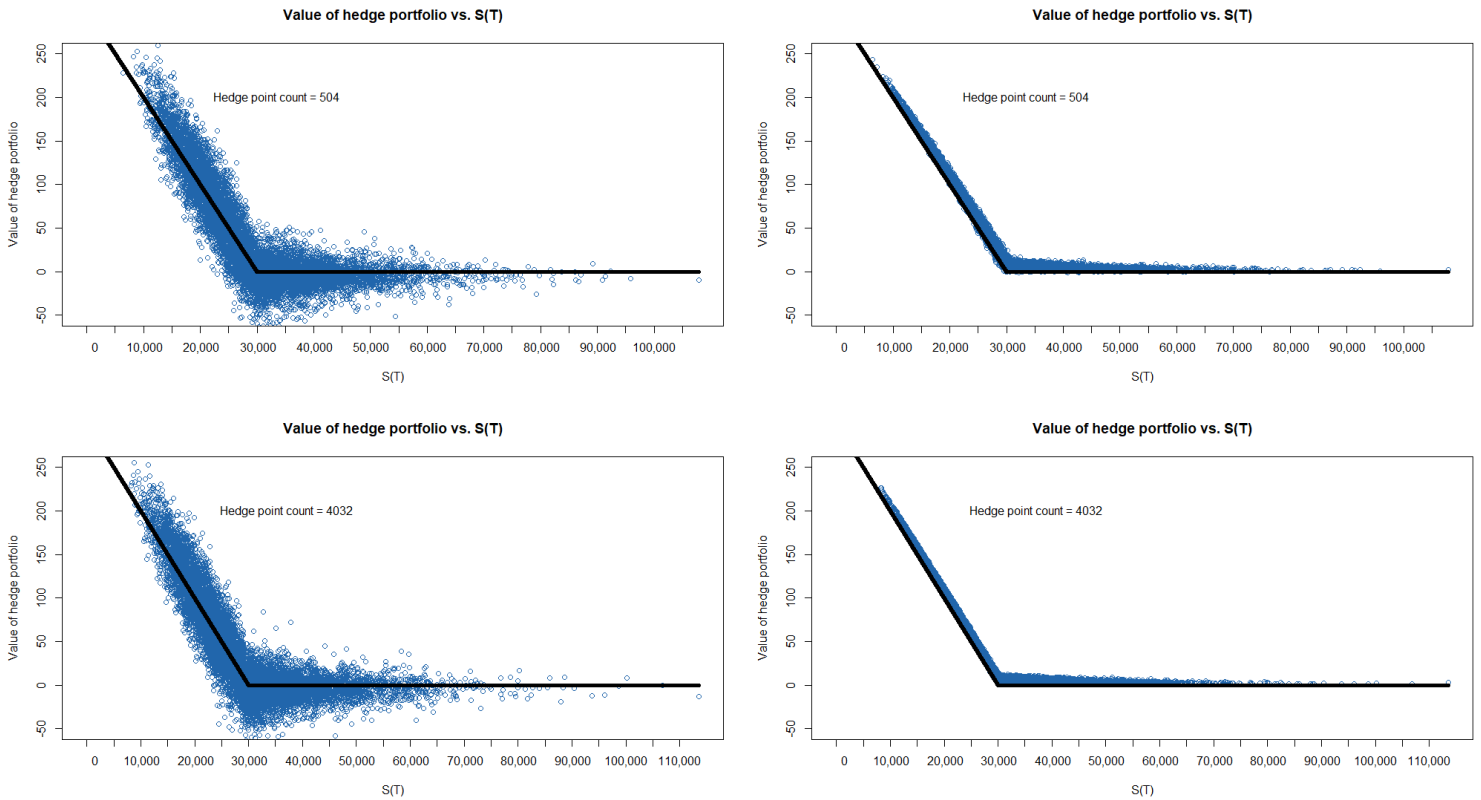 Value of hedge portfolio vs. S(T)
Value of hedge portfolio
250
200
150
100
50
0
-50
Hedge point count = 504
0 10,000 20,000 30,000 40,000 50,000 60,000 70,000 80,000 90,000 100,000
S(T)
Value of hedge portfolio vs. S(T)
Value of hedge portfolio
250
200
150
100
50
0
-50
Hedge point count = 504
0 10,000 20,000 30,000 40,000 50,000 60,000 70,000 80,000 90,000 100,000
S(T)
Value of hedge portfolio vs. S(T)
Value of hedge portfolio
250
200
150
100
50
0
-50
Hedge point count = 4032
0 10,000 20,000 30,000 40,000 50,000 60,000 70,000 80,000 90,000 100,000 110,000
S(T)
Value of hedge portfolio vs. S(T)
Value of hedge portfolio
250
200
150
100
50
0
-50
Hedge point count = 4032
0 10,000 20,000 30,000 40,000 50,000 60,000 70,000 80,000 90,000 100,000 110,000
S(T)